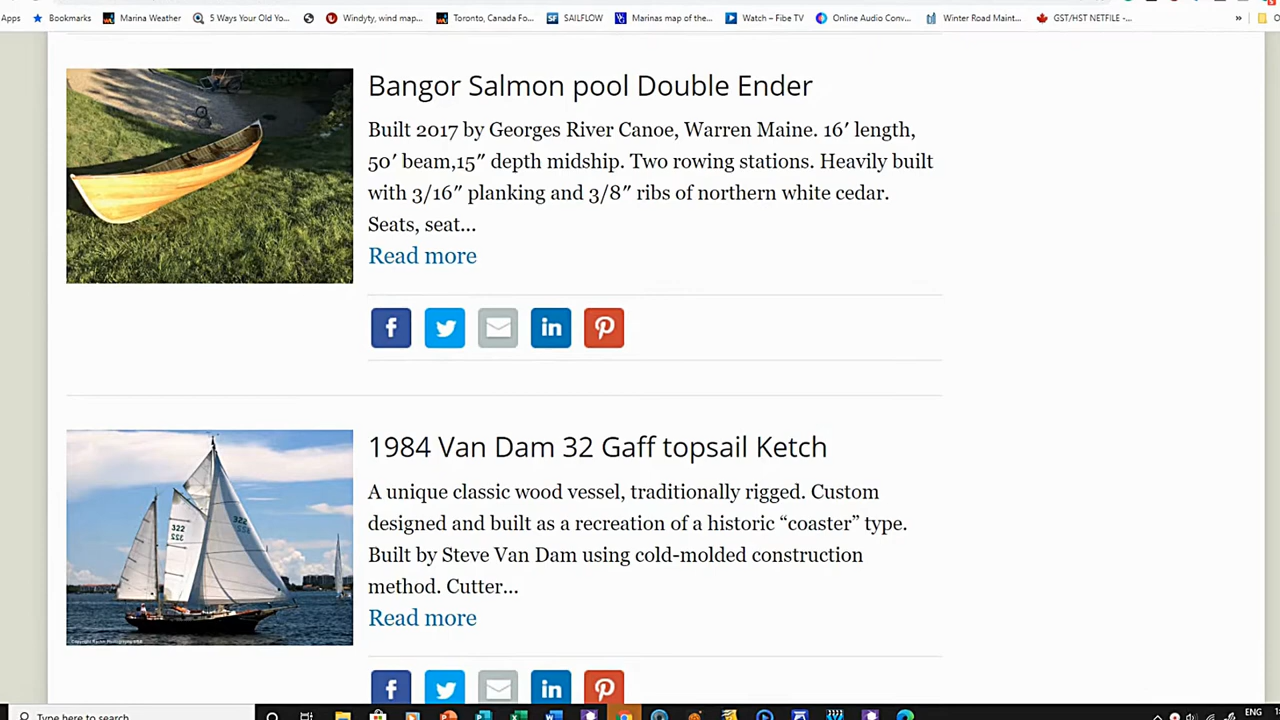 Apps Bookmarks Marina Weather 5 Ways Your Old Yo... Windyty, wind map... Toronto, Canada Fo... SAILFLOW Marinas map of the... Watch – Fibe TV Online Audio Conv... Winter Road Maint... GST/HST NETFILE -... »
Bangor Salmon pool Double Ender
Built 2017 by Georges River Canoe, Warren Maine. 16′ length,
50′ beam,15″ depth midship. Two rowing stations. Heavily built
with 3/16″ planking and 3/8″ ribs of northern white cedar.
Seats, seat...
Read more
1984 Van Dam 32 Gaff topsail Ketch
A unique classic wood vessel, traditionally rigged. Custom
designed and built as a recreation of a historic “coaster” type.
Built by Steve Van Dam using cold-molded construction
method. Cutter...
Read more
322
322
Type here to search
ENG